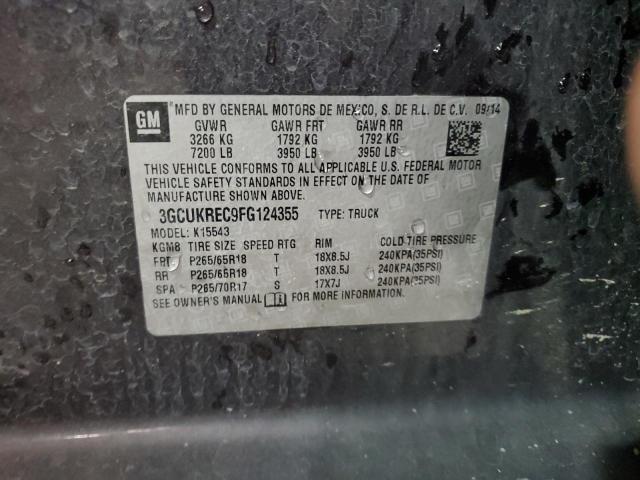 GM
MFD BY GENERAL MOTORS DE MEXICO, S. DE R.L. DE C.V. 09/14
GVWR GAWR FRT GAWR RR
3266 KG 1792 KG 1792 KG
7200 LB 3950 LB 3950 LB
THIS VEHICLE CONFORMS TO ALL APPLICABLE U.S. FEDERAL MOTOR
VEHICLE SAFETY STANDARDS IN EFFECT ON THE DATE OF
MANUFACTURE SHOWN ABOVE.
3GCUKREC9FG124355 TYPE: TRUCK
MODEL: K15543
KGM8 TIRE SIZE SPEED RTG RIM COLD TIRE PRESSURE
FRT P265/65R18 T 18X8.5J 240KPA(35PSI)
RR P265/65R18 T 18X8.5J 240KPA(35PSI)
SPA P265/70R17 S 17X7J 240KPA(35PSI)
SEE OWNER'S MANUAL FOR MORE INFORMATION.